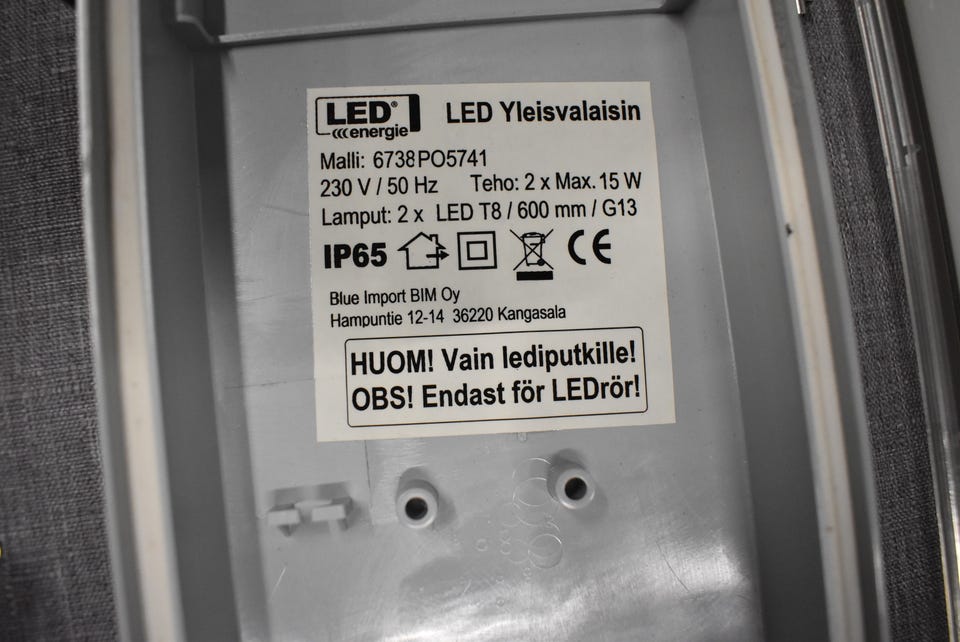 LED® energie
LED Yleisvalaisin
Malli: 6738PO5741
230 V / 50 Hz Teho: 2 x Max. 15 W
Lamput: 2 x LED T8 / 600 mm / G13
IP65 CE
Blue Import BIM Oy
Hampuntie 12-14 36220 Kangasala
HUOM! Vain lediputkille!
OBS! Endast för LEDrör!